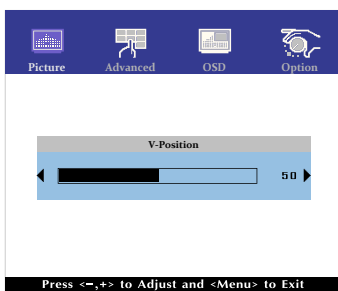 Picture Advanced OSD Option
V-Position
50
Press <-,+> to Adjust and <Menu> to Exit